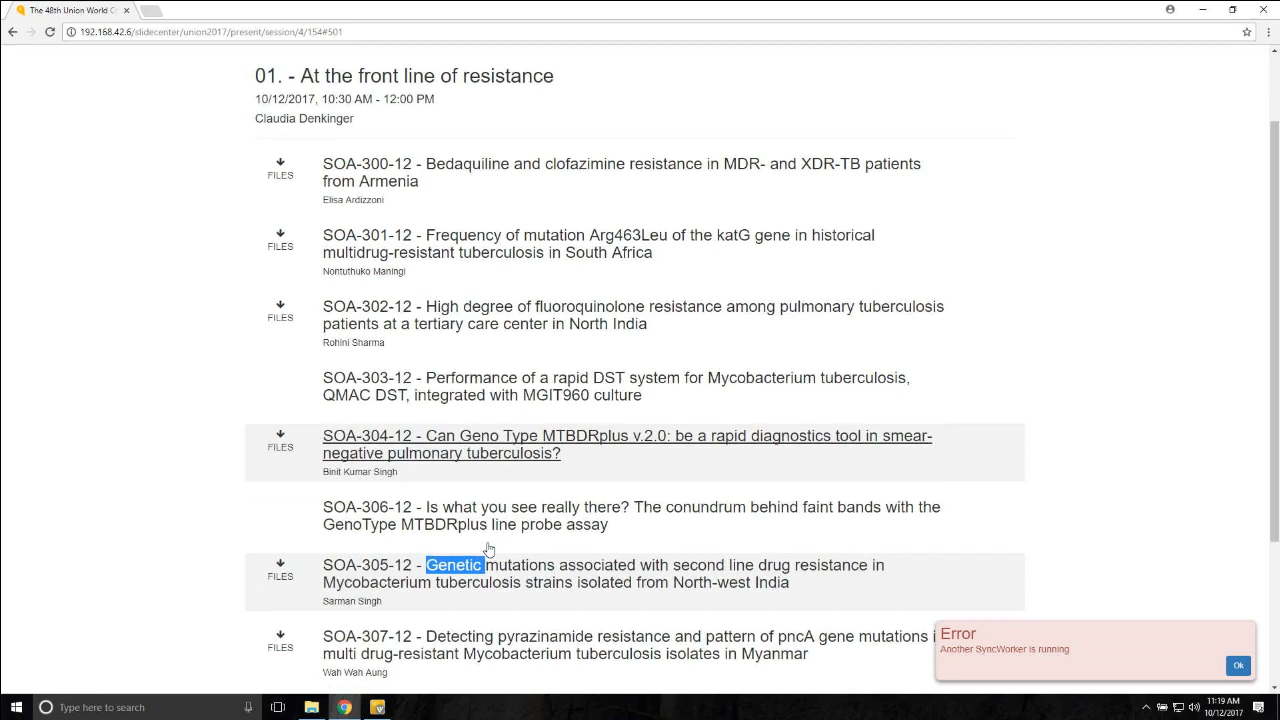 The 48th Union World C
192.168.42.6/slidecenter/union2017/present/session/4/154#501
01. - At the front line of resistance
10/12/2017, 10:30 AM - 12:00 PM
Claudia Denkinger
SOA-300-12 - Bedaquiline and clofazimine resistance in MDR- and XDR-TB patients
FILES
from Armenia
Elisa Ardizzoni
SOA-301-12 - Frequency of mutation Arg463Leu of the katG gene in historical
FILES
multidrug-resistant tuberculosis in South Africa
Nontuthuko Maningi
SOA-302-12 - High degree of fluoroquinolone resistance among pulmonary tuberculosis
FILES
patients at a tertiary care center in North India
Rohini Sharma
SOA-303-12 - Performance of a rapid DST system for Mycobacterium tuberculosis,
QMAC DST, integrated with MGIT960 culture
SOA-304-12 - Can Geno Type MTBDRplus v.2.0: be a rapid diagnostics tool in smear-
FILES
negative pulmonary tuberculosis?
Binit Kumar Singh
SOA-306-12 - Is what you see really there? The conundrum behind faint bands with the
GenoType MTBDRplus line probe assay
SOA-305-12 - Genetic mutations associated with second line drug resistance in
FILES
Mycobacterium tuberculosis strains isolated from North-west India
Sarman Singh
SOA-307-12 - Detecting pyrazinamide resistance and pattern of pncA gene mutations
FILES
multi drug-resistant Mycobacterium tuberculosis isolates in Myanmar
Wah Wah Aung
Error
Another SyncWorker is running
Ok
Type here to search
11:19 AM
10/12/2017